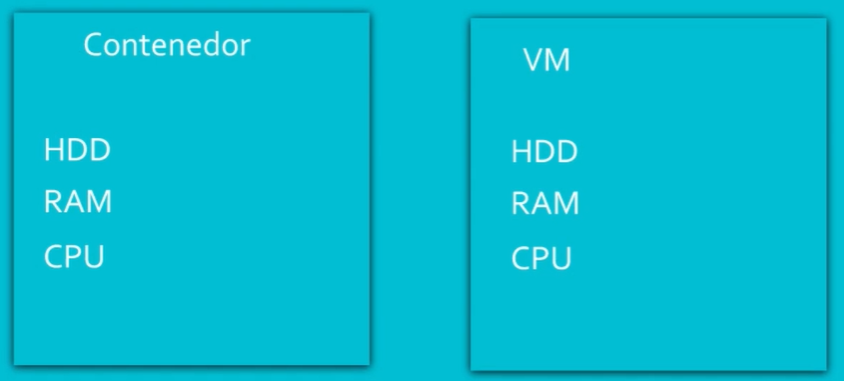 Contenedor
HDD
RAM
CPU
VM
HDD
RAM
CPU